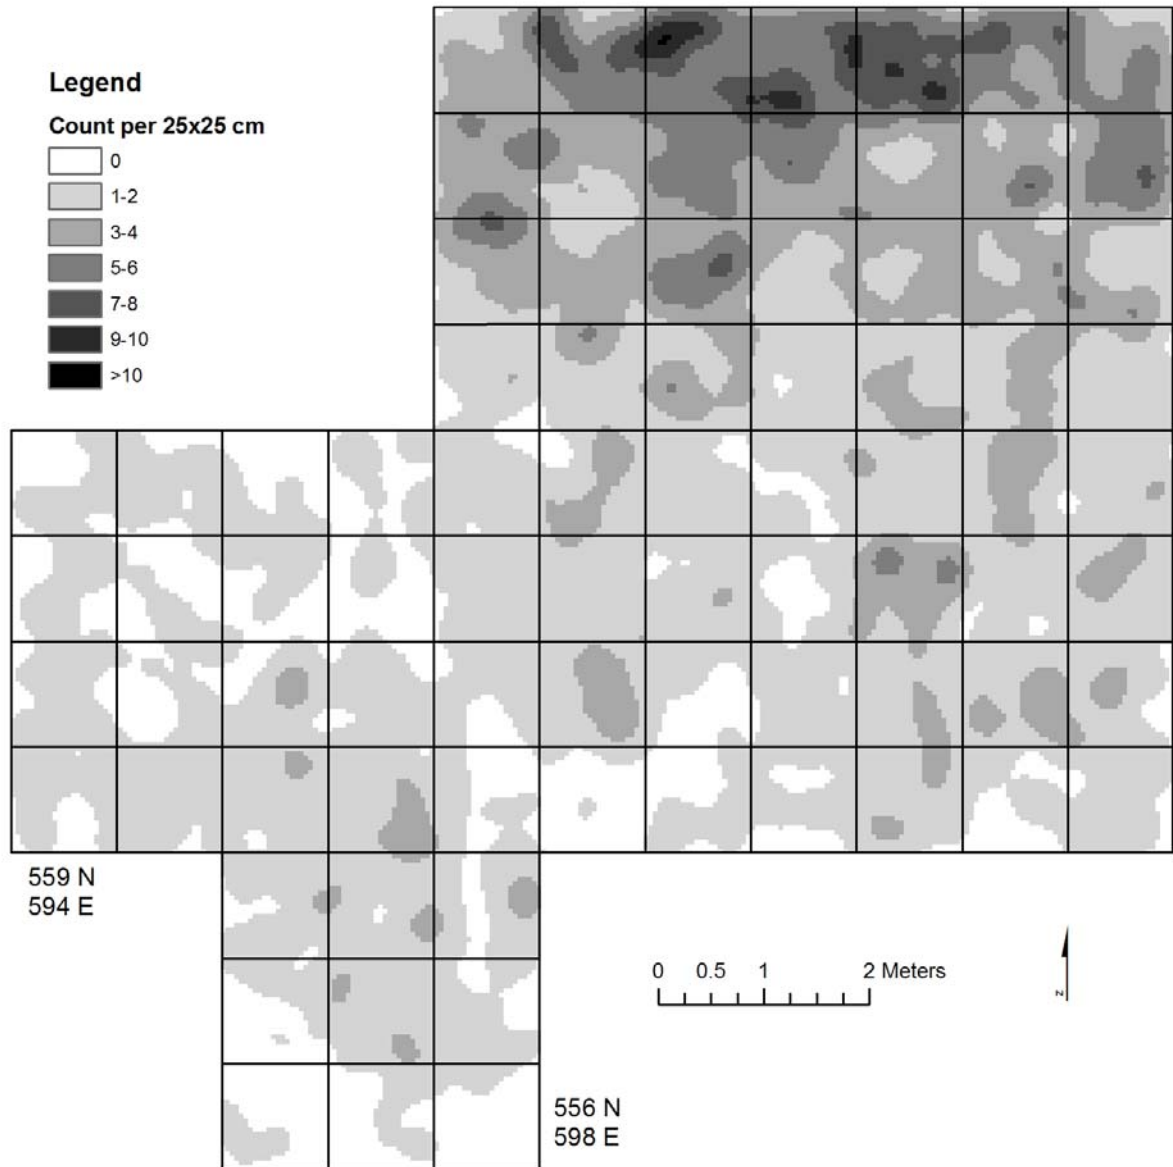 Legend
Count per 25x25 cm
0
1-2
3-4
5-6
7-8
9-10
>10
559 N
594 E
0 0.5 1 2 Meters
z
556 N
598 E